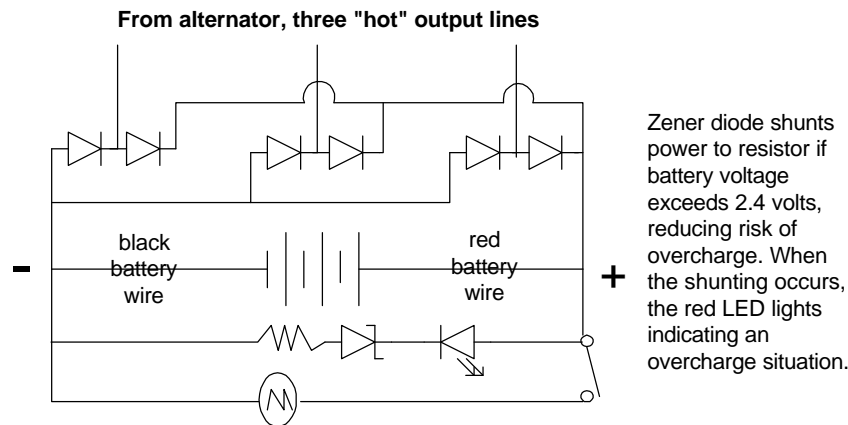 From alternator, three "hot" output lines
Zener diode shunts
power to resistor if
battery voltage
exceeds 2.4 volts,
reducing risk of
overcharge. When
the shunting occurs,
the red LED lights
indicating an
overcharge situation.
black
battery
wire
red
battery
wire
-
+